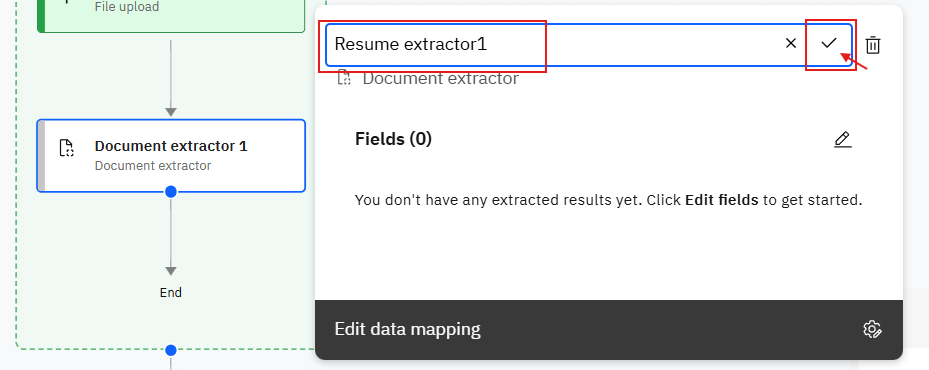 File upload
Document extractor 1
Document extractor
End
Resume extractor1
Document extractor
Fields (0)
You don't have any extracted results yet. Click Edit fields to get started.
Edit data mapping